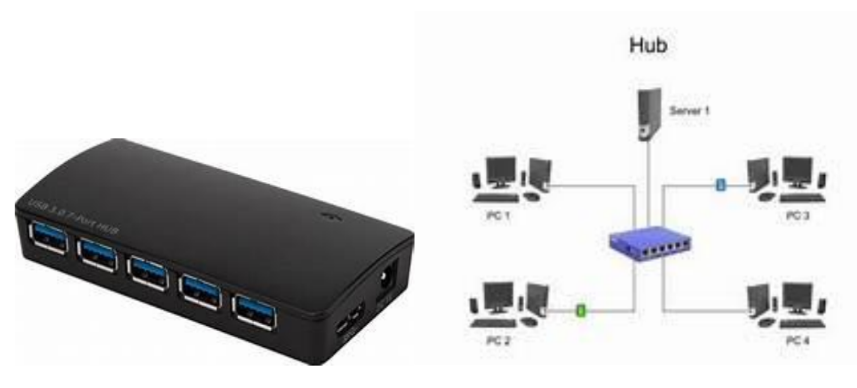 USB 3.0 7-Port HUB
Hub
Server 1
PC 1
PC 3
PC 2
PC 4